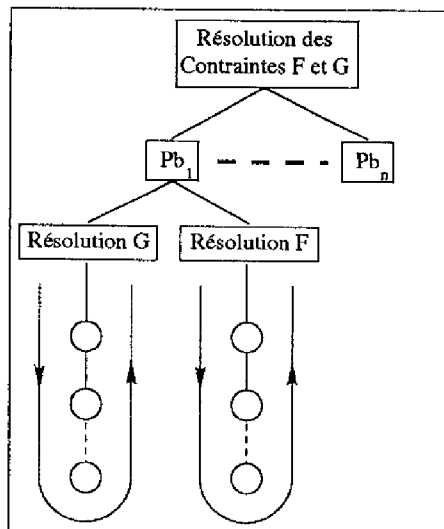 Résolution des
Contraintes F et G
Pb1
Pbn
Résolution G
Résolution F